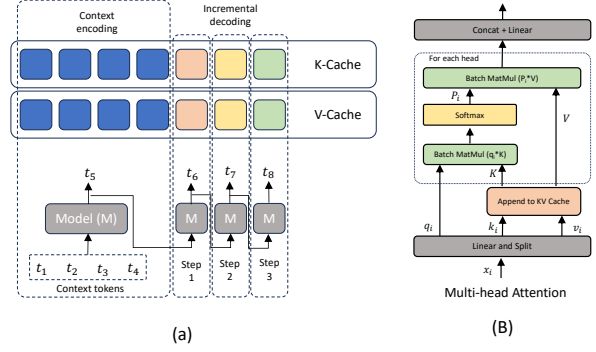 Context
encoding
Incremental
decoding
K-Cache
V-Cache
t₅
t₆
t₇
t₈
Model (M)
M
M
M
t₁ t₂ t₃ t₄
Context tokens
Step
1
Step
2
Step
3
(a)
Concat + Linear
For each head
Batch MatMul (Pᵢ*V)
Pᵢ
Softmax
V
Batch MatMul (qᵢ*K)
K
Append to KV Cache
qᵢ
kᵢ
vᵢ
Linear and Split
xᵢ
Multi-head Attention
(B)